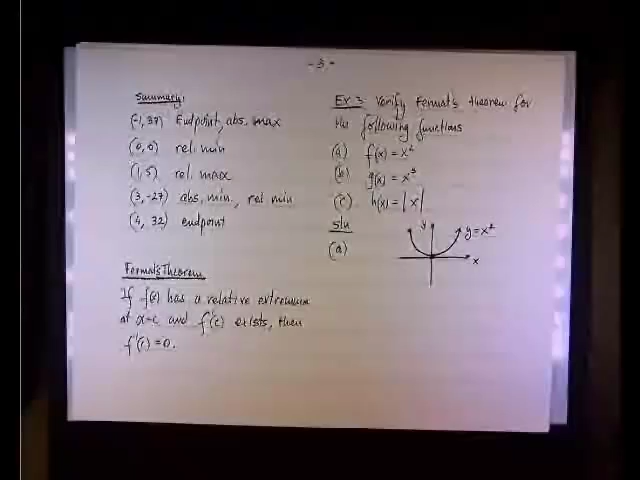 - 3 -
Summary:
(-1, 37) Endpoint, abs. max
(0, 0) rel. min
(1, 5) rel. max
(3, -27) abs. min, rel min
(4, 32) endpoint
Fermat's Theorem
If f(x) has a relative extremum
at x=c and f'(c) exists, then
f'(c) = 0.
Ex 3: Verify Fermat's theorem for
the following functions
(a) f(x) = x²
(b) g(x) = x³
(c) h(x) = |x|
sln
(a)
y
y = x²
x